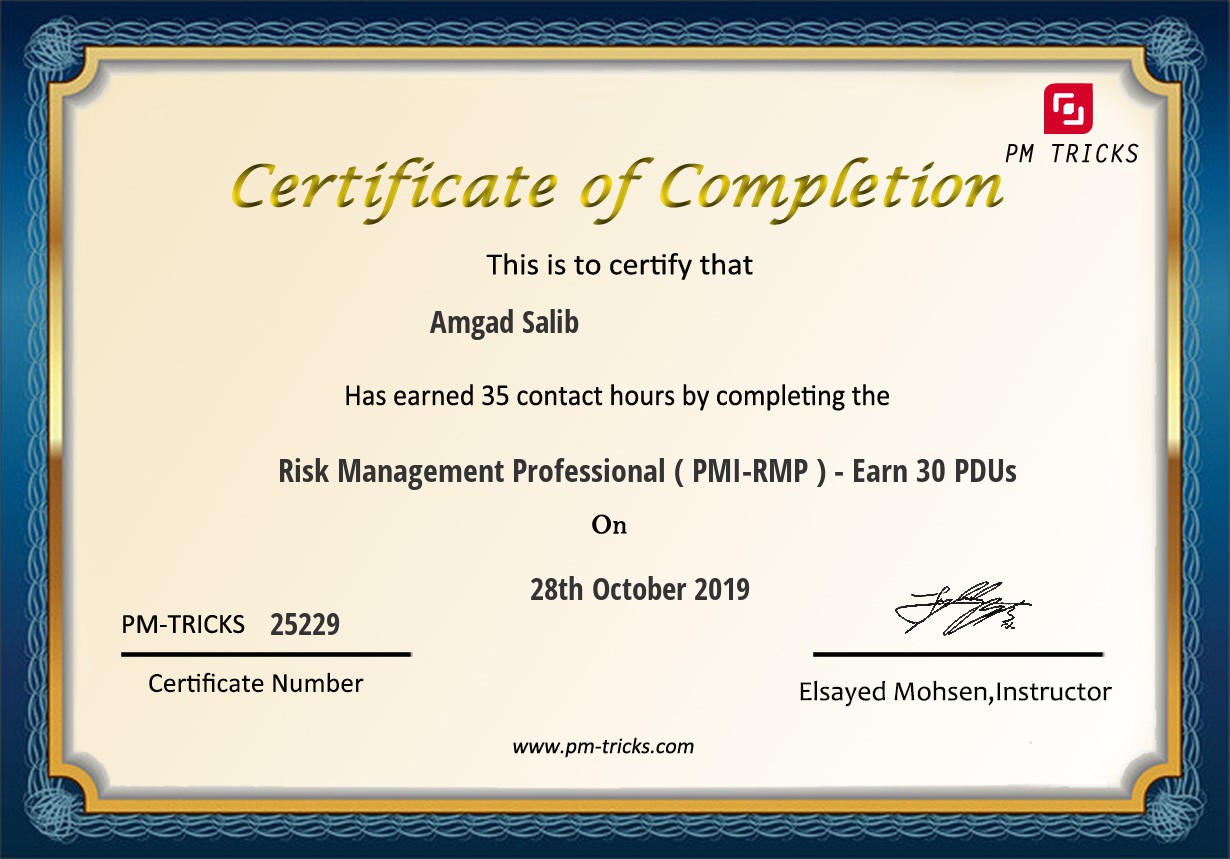 PM TRICKS
Certificate of Completion
This is to certify that
Amgad Salib
Has earned 35 contact hours by completing the
Risk Management Professional ( PMI-RMP ) - Earn 30 PDUs
On
28th October 2019
PM-TRICKS 25229
Certificate Number
Elsayed Mohsen,Instructor
www.pm-tricks.com